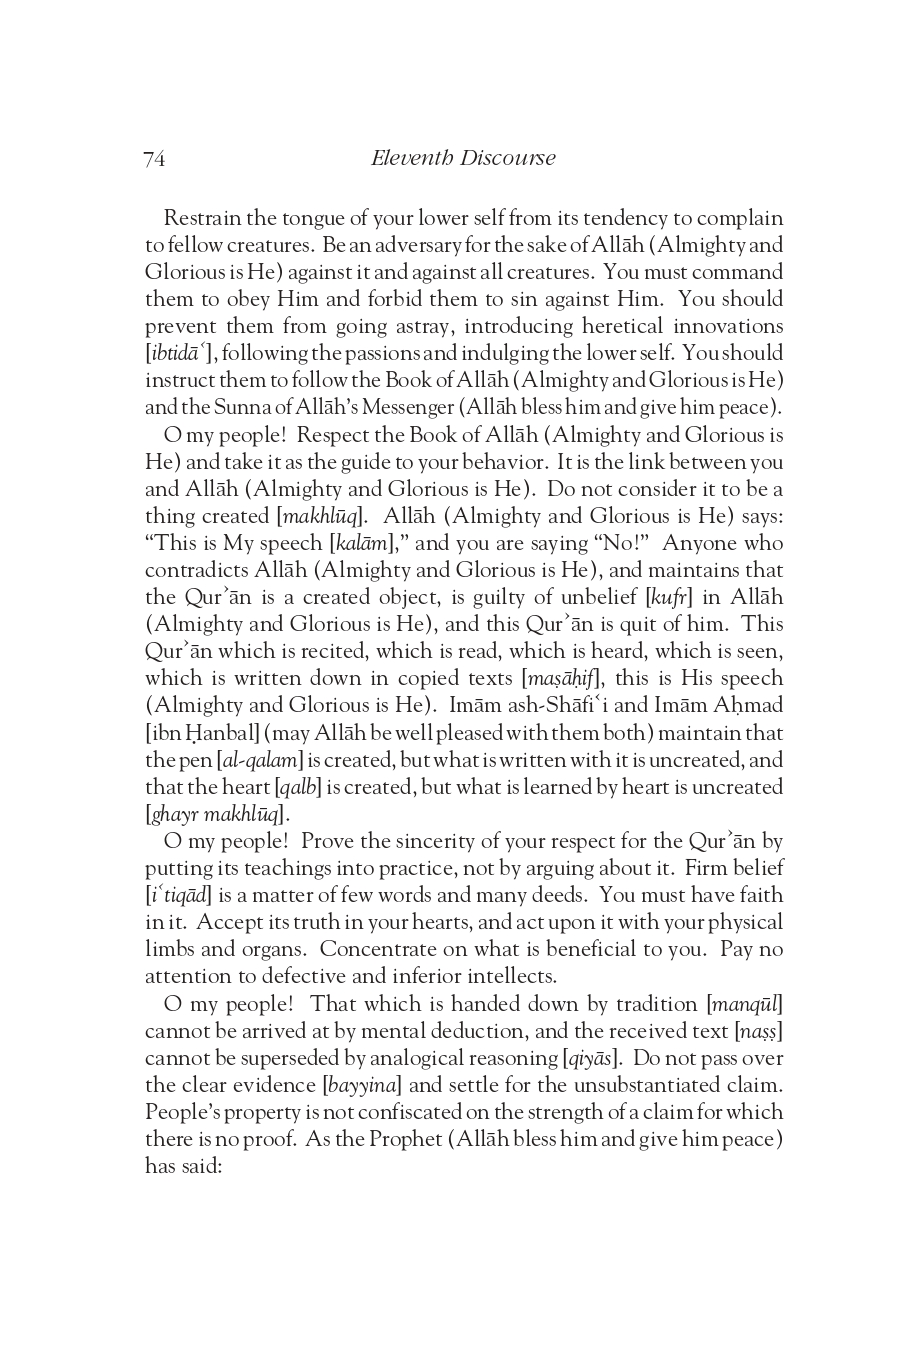 74
Eleventh Discourse
Restrain the tongue of your lower self from its tendency to complain
to fellow creatures. Be an adversary for the sake of Allāh (Almighty and
Glorious is He) against it and against all creatures. You must command
them to obey Him and forbid them to sin against Him. You should
prevent them from going astray, introducing heretical innovations
[ibtidāʿ], following the passions and indulging the lower self. You should
instruct them to follow the Book of Allāh (Almighty and Glorious is He)
and the Sunna of Allāh’s Messenger (Allāh bless him and give him peace).
O my people! Respect the Book of Allāh (Almighty and Glorious is
He) and take it as the guide to your behavior. It is the link between you
and Allāh (Almighty and Glorious is He). Do not consider it to be a
thing created [makhlūq]. Allāh (Almighty and Glorious is He) says:
“This is My speech [kalām],” and you are saying “No!” Anyone who
contradicts Allāh (Almighty and Glorious is He), and maintains that
the Qurʾān is a created object, is guilty of unbelief [kufr] in Allāh
(Almighty and Glorious is He), and this Qurʾān is quit of him. This
Qurʾān which is recited, which is read, which is heard, which is seen,
which is written down in copied texts [maṣāḥif], this is His speech
(Almighty and Glorious is He). Imām ash-Shāfiʿi and Imām Aḥmad
[ibn Ḥanbal] (may Allāh be well pleased with them both) maintain that
the pen [al-qalam] is created, but what is written with it is uncreated, and
that the heart [qalb] is created, but what is learned by heart is uncreated
[ghayr makhlūq].
O my people! Prove the sincerity of your respect for the Qurʾān by
putting its teachings into practice, not by arguing about it. Firm belief
[iʿtiqād] is a matter of few words and many deeds. You must have faith
in it. Accept its truth in your hearts, and act upon it with your physical
limbs and organs. Concentrate on what is beneficial to you. Pay no
attention to defective and inferior intellects.
O my people! That which is handed down by tradition [manqūl]
cannot be arrived at by mental deduction, and the received text [naṣṣ]
cannot be superseded by analogical reasoning [qiyās]. Do not pass over
the clear evidence [bayyina] and settle for the unsubstantiated claim.
People’s property is not confiscated on the strength of a claim for which
there is no proof. As the Prophet (Allāh bless him and give him peace)
has said: